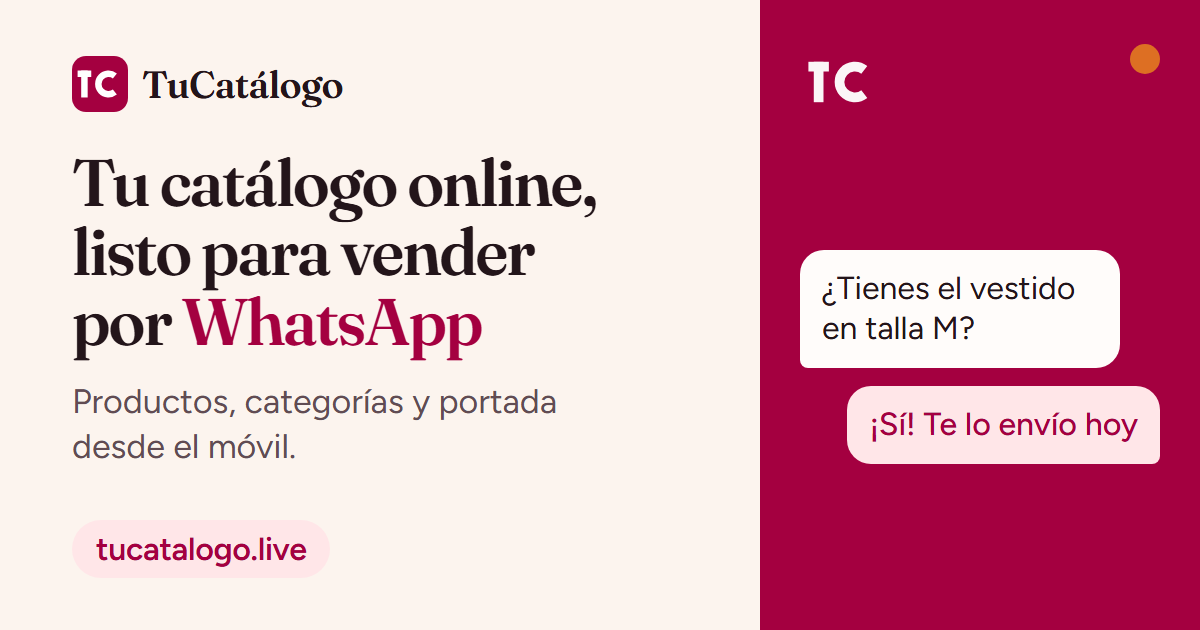 TC TuCatálogo
Tu catálogo online,
listo para vender
por WhatsApp
Productos, categorías y portada
desde el móvil.
tucatalogo.live
TC
¿Tienes el vestido
en talla M?
¡Sí! Te lo envío hoy